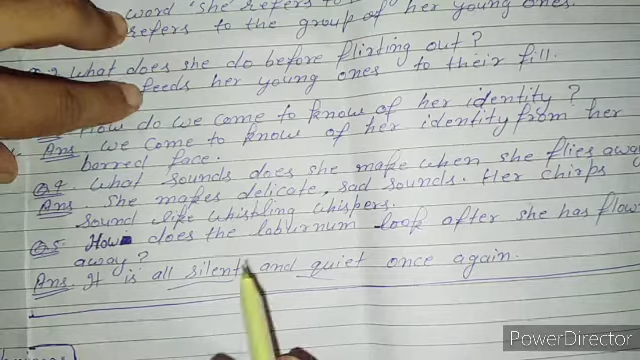 word "she refers to
refers to the group of her young ones.
Q.2 What does she do before flirting out?
feeds her young ones to their fill.
How do we come to know of her identity?
Ans We come to know of her identity from her
barred face.
Q4. What sounds does she make when she flies away
Ans. She makes delicate, sad sounds. Her chirps
sound like whistling whispers.
Q5. How does the laburnum look after she has flow
away?
Ans. It is all silent and quiet once again.
PowerDirector